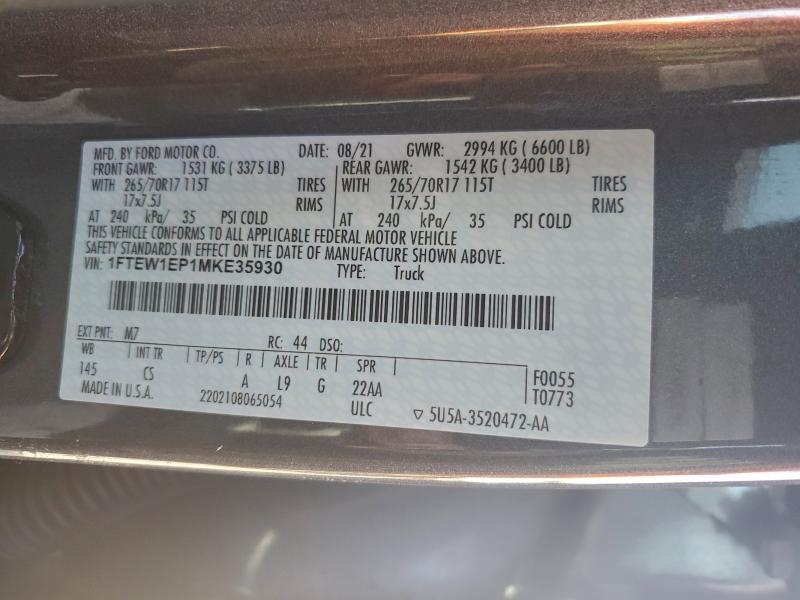 MFD. BY FORD MOTOR CO. DATE: 08/21 GVWR: 2994 KG ( 6600 LB)
FRONT GAWR: 1531 KG ( 3375 LB) REAR GAWR: 1542 KG ( 3400 LB)
WITH 265/70R17 115T TIRES WITH 265/70R17 115T TIRES
17x7.5J RIMS 17x7.5J RIMS
AT 240 kPa/ 35 PSI COLD AT 240 kPa/ 35 PSI COLD
THIS VEHICLE CONFORMS TO ALL APPLICABLE FEDERAL MOTOR VEHICLE
SAFETY STANDARDS IN EFFECT ON THE DATE OF MANUFACTURE SHOWN ABOVE.
VIN: 1FTEW1EP1MKE35930 TYPE: Truck
EXT PNT: M7 RC: 44 DSO:
WB INT TR TP/PS R AXLE TR SPR F0055
145 CS A L9 G 22AA T0773
MADE IN U.S.A. 2202108065054 ULC ▽ 5U5A-3520472-AA